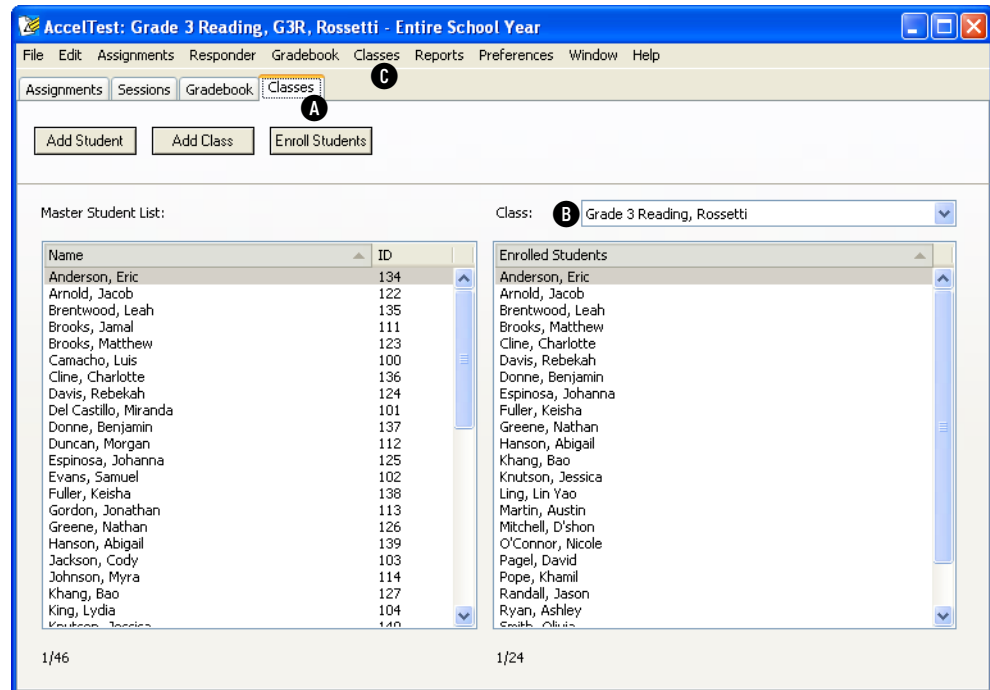 AccelTest: Grade 3 Reading, G3R, Rossetti - Entire School Year
File Edit Assignments Responder Gradebook Classes Reports Preferences Window Help
C
Assignments Sessions Gradebook Classes
A
Add Student Add Class Enroll Students
Master Student List: Class: B Grade 3 Reading, Rossetti
Name ID Enrolled Students
Anderson, Eric 134 Anderson, Eric
Arnold, Jacob 122 Arnold, Jacob
Brentwood, Leah 135 Brentwood, Leah
Brooks, Jamal 111 Brooks, Matthew
Brooks, Matthew 123 Cline, Charlotte
Camacho, Luis 100 Davis, Rebekah
Cline, Charlotte 136 Donne, Benjamin
Davis, Rebekah 124 Espinosa, Johanna
Del Castillo, Miranda 101 Fuller, Keisha
Donne, Benjamin 137 Greene, Nathan
Duncan, Morgan 112 Hanson, Abigail
Espinosa, Johanna 125 Khang, Bao
Evans, Samuel 102 Knutson, Jessica
Fuller, Keisha 138 Ling, Lin Yao
Gordon, Jonathan 113 Martin, Austin
Greene, Nathan 126 Mitchell, D'shon
Hanson, Abigail 139 O'Connor, Nicole
Jackson, Cody 103 Pagel, David
Johnson, Myra 114 Pope, Khamil
Khang, Bao 127 Randall, Jason
King, Lydia 104 Ryan, Ashley
Knutson, Jessica 140 Smith, Olivia
1/46 1/24